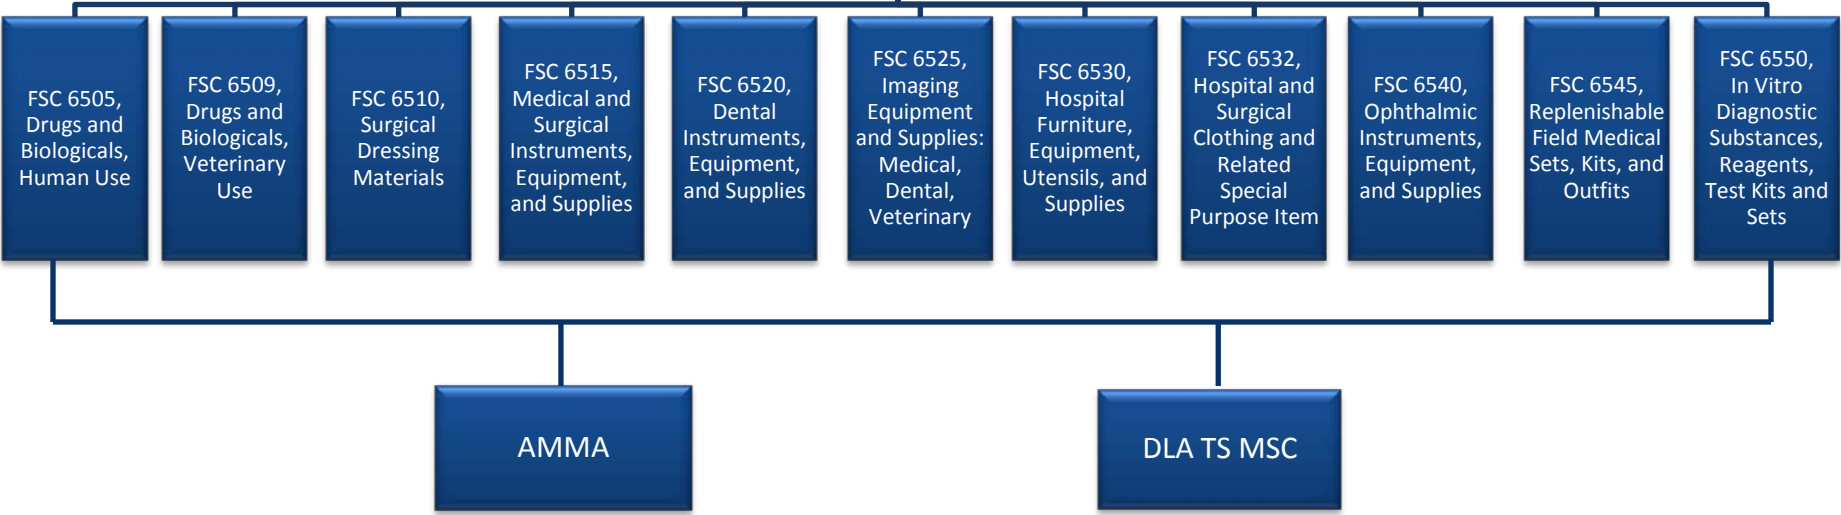 FSC 6505,
Drugs and
Biologicals,
Human Use
FSC 6509,
Drugs and
Biologicals,
Veterinary
Use
FSC 6510,
Surgical
Dressing
Materials
FSC 6515,
Medical and
Surgical
Instruments,
Equipment,
and Supplies
FSC 6520,
Dental
Instruments,
Equipment,
and Supplies
FSC 6525,
Imaging
Equipment
and Supplies:
Medical,
Dental,
Veterinary
FSC 6530,
Hospital
Furniture,
Equipment,
Utensils, and
Supplies
FSC 6532,
Hospital and
Surgical
Clothing and
Related
Special
Purpose Item
FSC 6540,
Ophthalmic
Instruments,
Equipment,
and Supplies
FSC 6545,
Replenishable
Field Medical
Sets, Kits, and
Outfits
FSC 6550,
In Vitro
Diagnostic
Substances,
Reagents,
Test Kits and
Sets
AMMA
DLA TS MSC